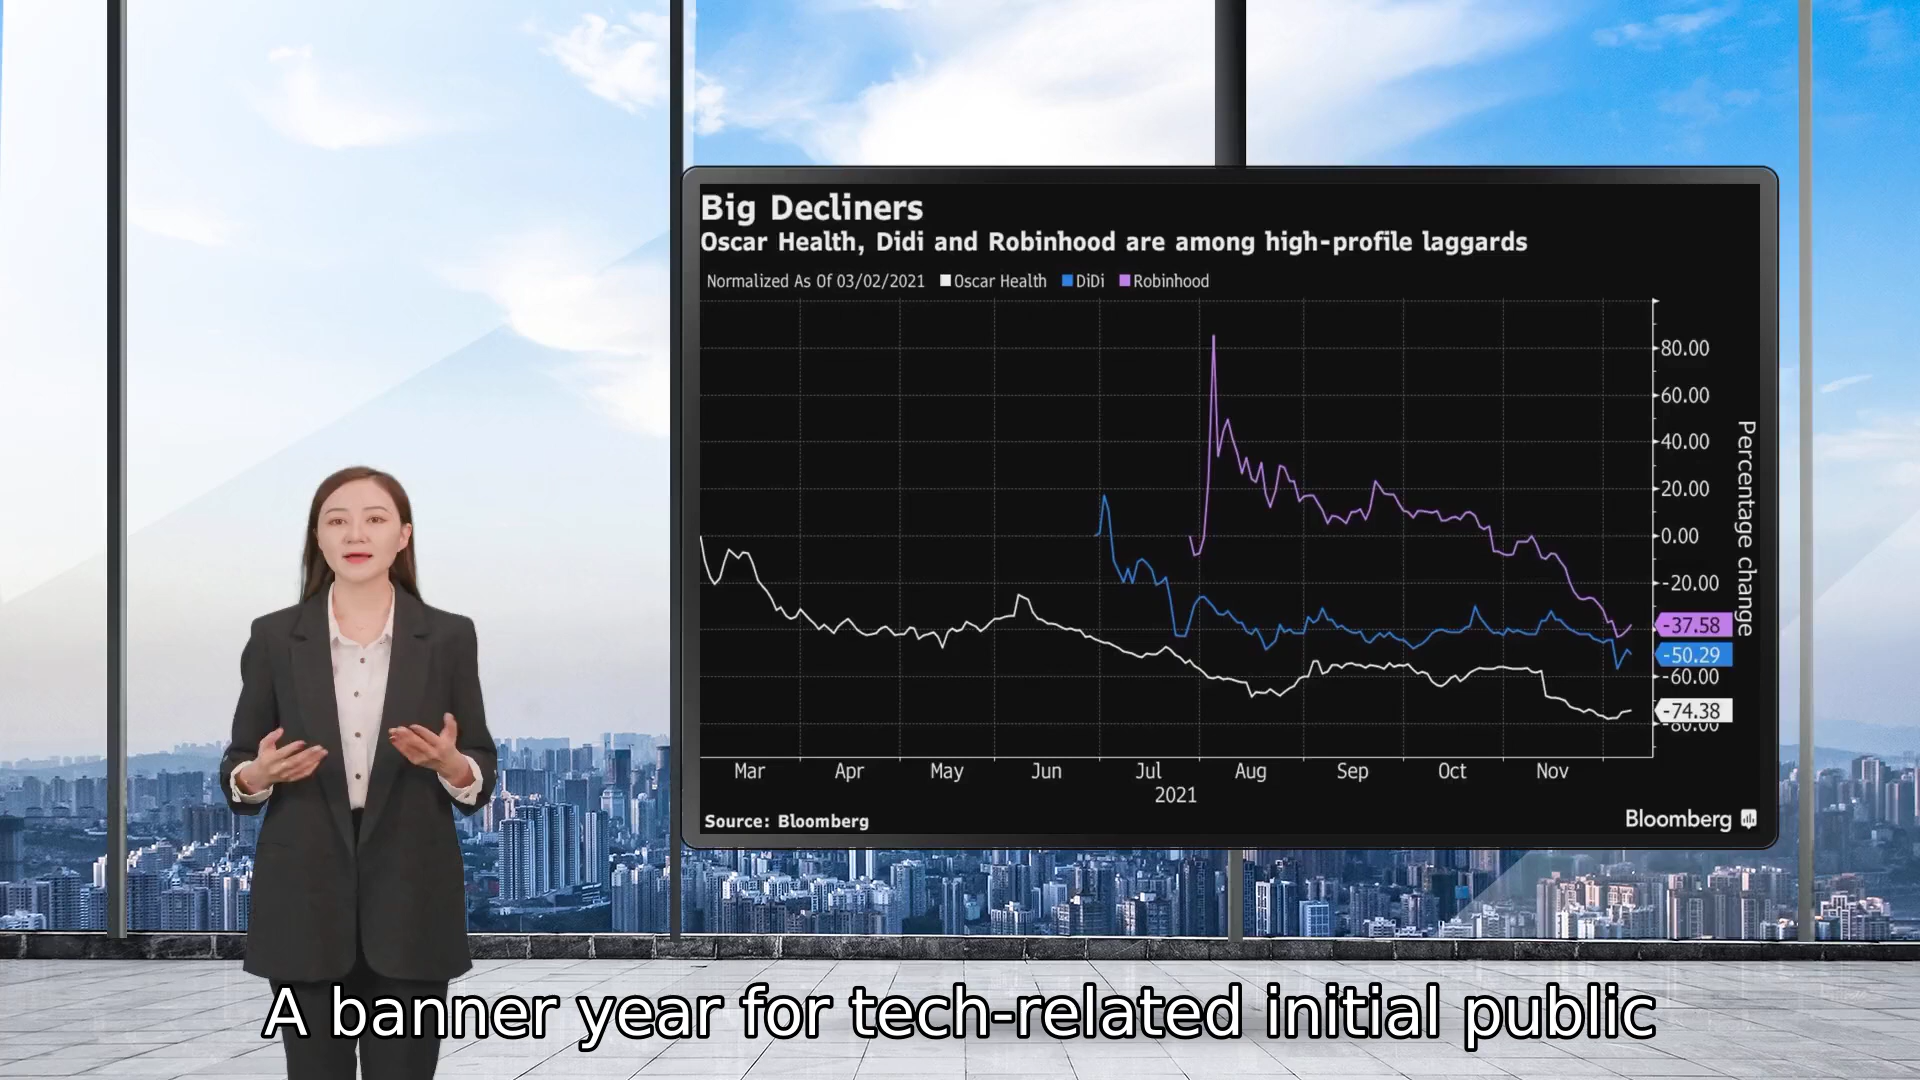 Big Decliners
Oscar Health, Didi and Robinhood are among high-profile laggards
Normalized As Of 03/02/2021 Oscar Health DiDi Robinhood
80.00
60.00
40.00
20.00
0.00
-20.00
-37.58
-50.29
-60.00
-74.38
-80.00
Percentage change
Mar Apr May Jun Jul Aug Sep Oct Nov
2021
Source: Bloomberg
Bloomberg
A banner year for tech-related initial public